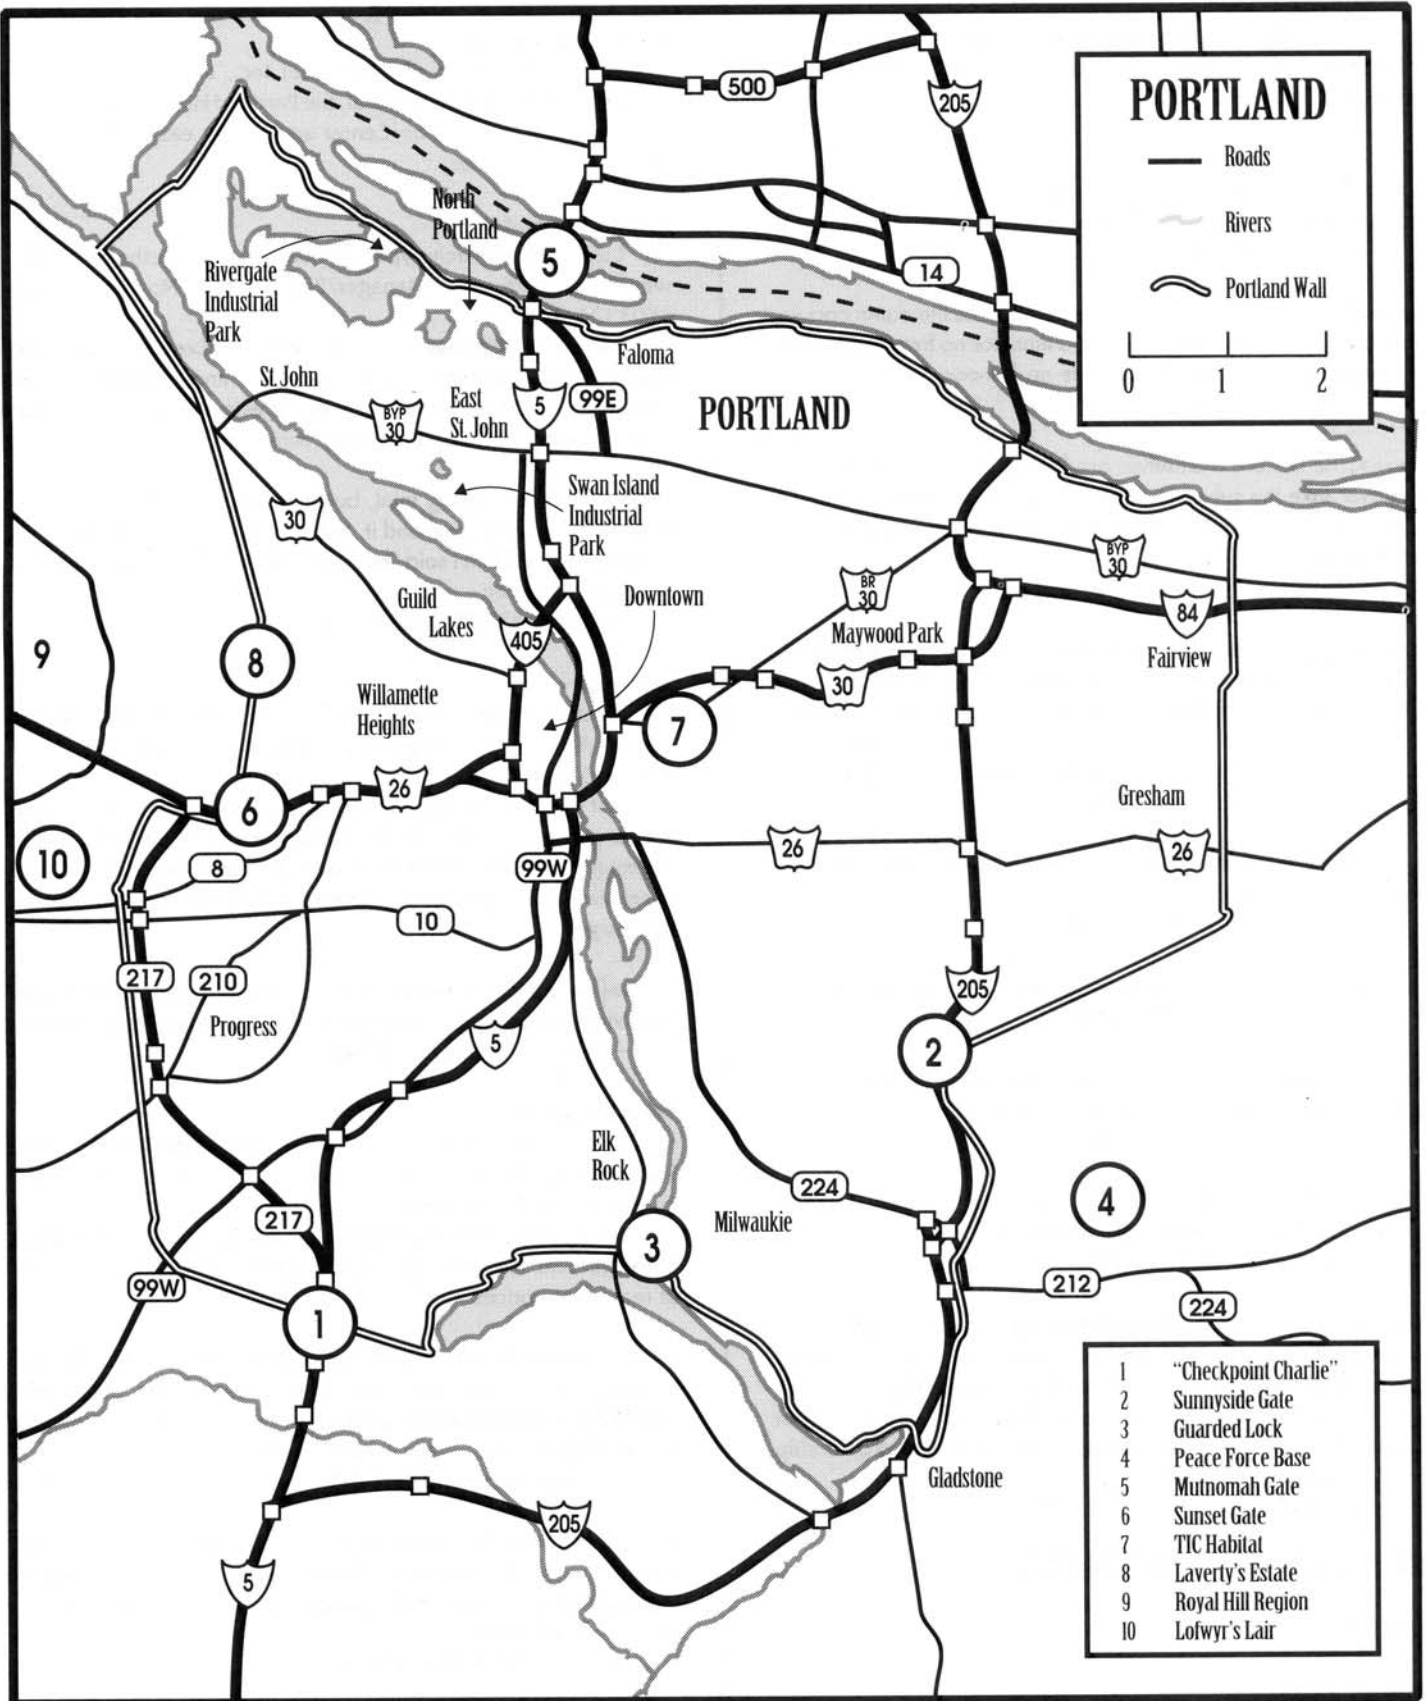 500
205
PORTLAND
Roads
Rivers
Portland Wall
0 1 2
North
Portland
5
14
Rivergate
Industrial
Park
Faloma
St. John
BYP
30
East
St. John
5
99E
PORTLAND
Swan Island
Industrial
Park
30
BYP
30
BR
30
84
Guild
Lakes
Downtown
405
Maywood Park
Fairview
9
8
30
Willamette
Heights
7
26
6
Gresham
10
8
99W
26
26
10
217
210
205
Progress
5
2
Elk
Rock
224
4
Milwaukie
217
3
99W
212
224
1
1 "Checkpoint Charlie"
2 Sunnyside Gate
3 Guarded Lock
4 Peace Force Base
5 Mutnomah Gate
6 Sunset Gate
7 TIC Habitat
8 Laverty's Estate
9 Royal Hill Region
10 Lofwyr's Lair
Gladstone
205
5